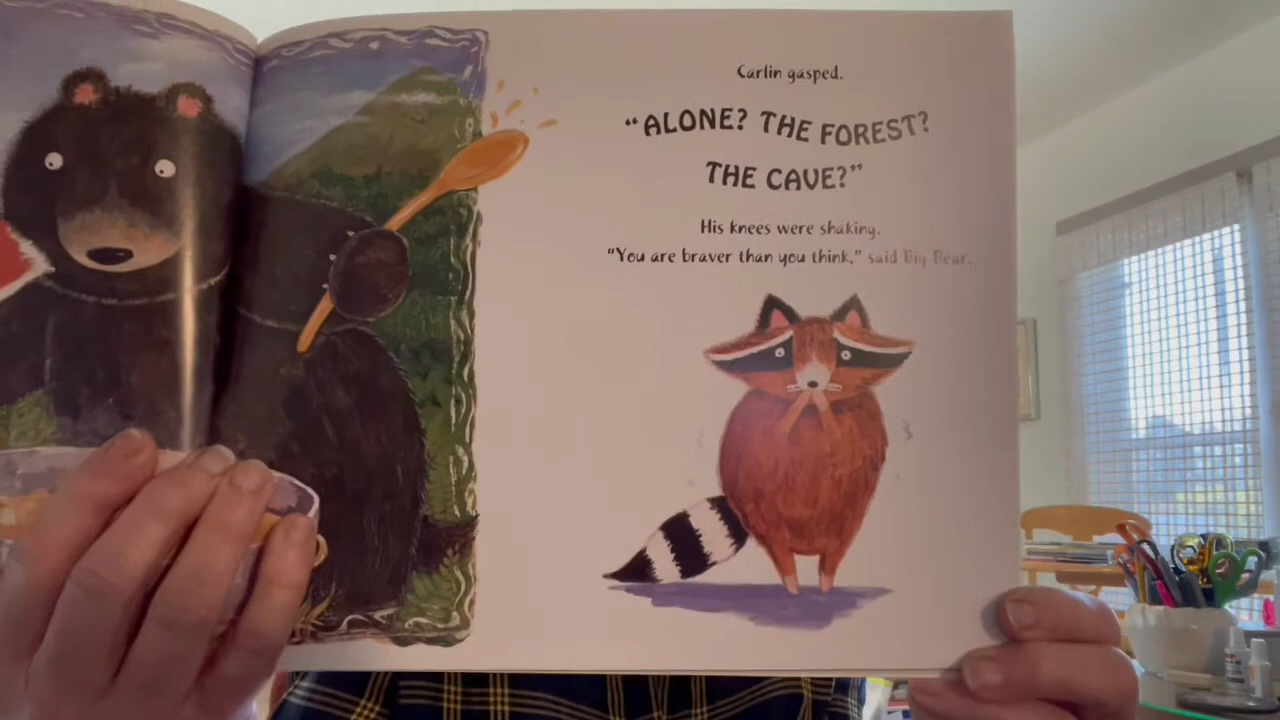 Carlin gasped.
"ALONE? THE FOREST?
THE CAVE?"
His knees were shaking.
"You are braver than you think," said Big Bear.